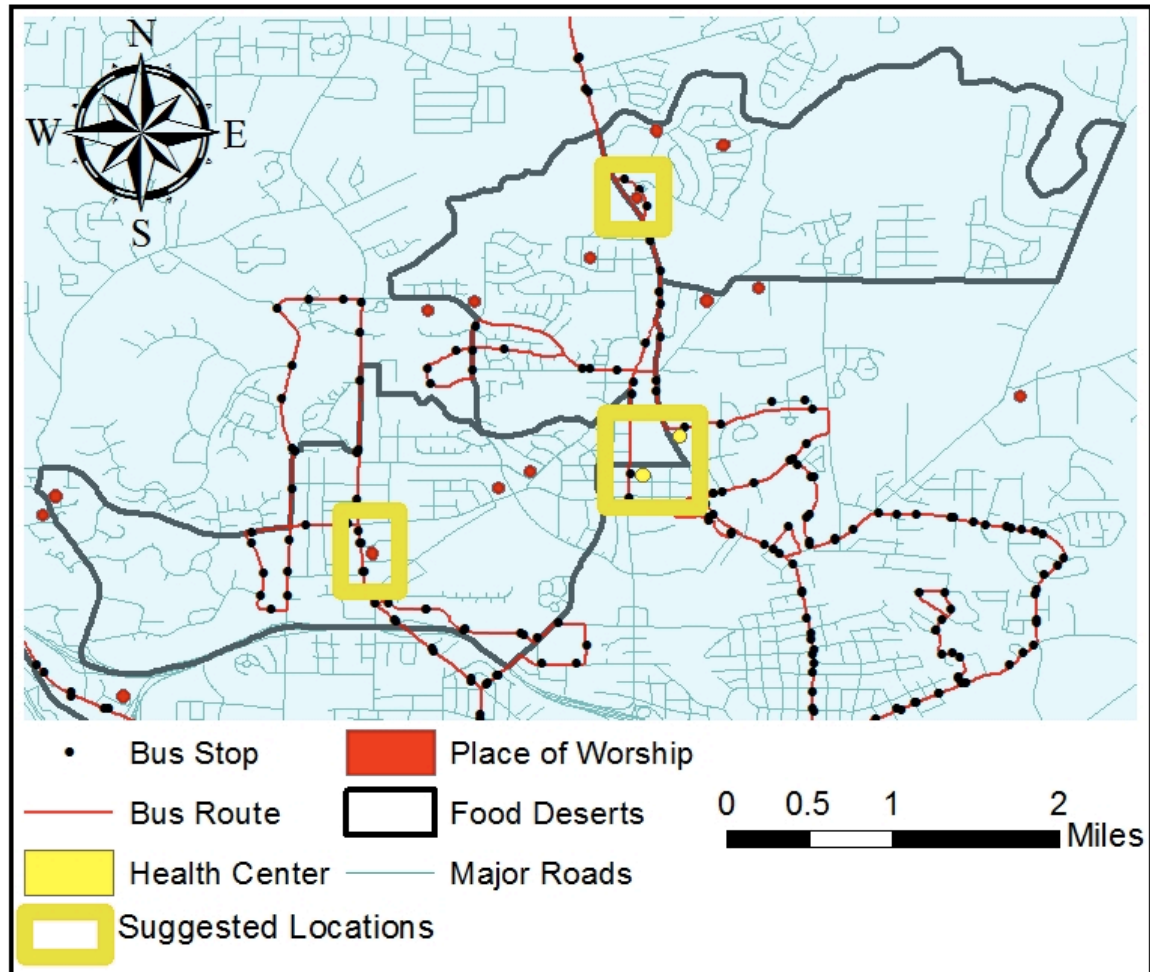 N
W E
S
Bus Stop Place of Worship
Bus Route Food Deserts
0 0.5 1 2
Miles
Health Center Major Roads
Suggested Locations